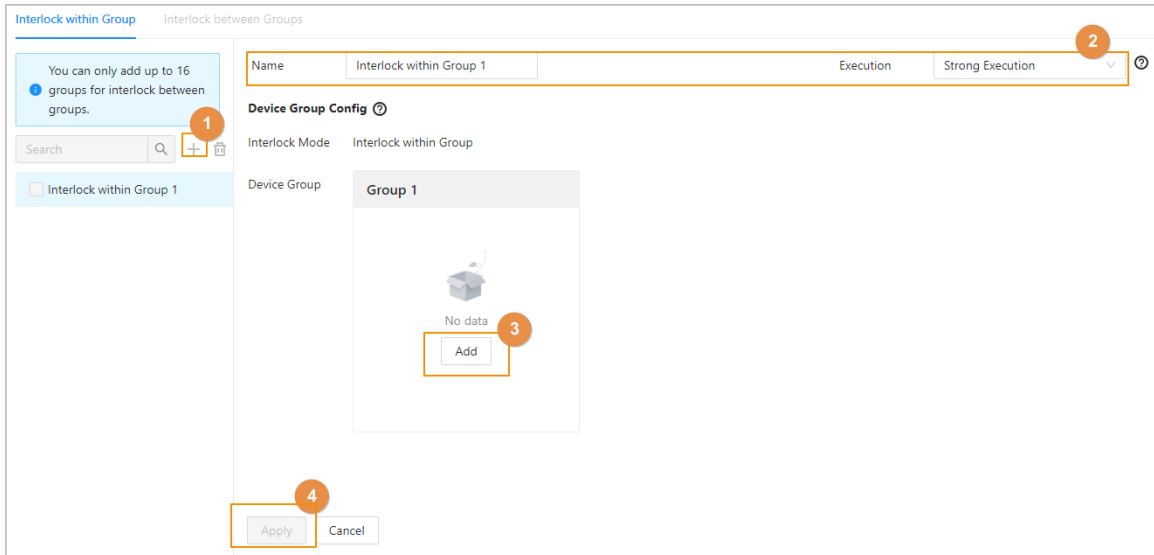 Interlock within Group
Interlock between Groups
You can only add up to 16
groups for interlock between
groups.
1
Search
Interlock within Group 1
2
Name
Interlock within Group 1
Execution
Strong Execution
Device Group Config
Interlock Mode
Interlock within Group
Device Group
Group 1
No data
3
Add
4
Apply
Cancel